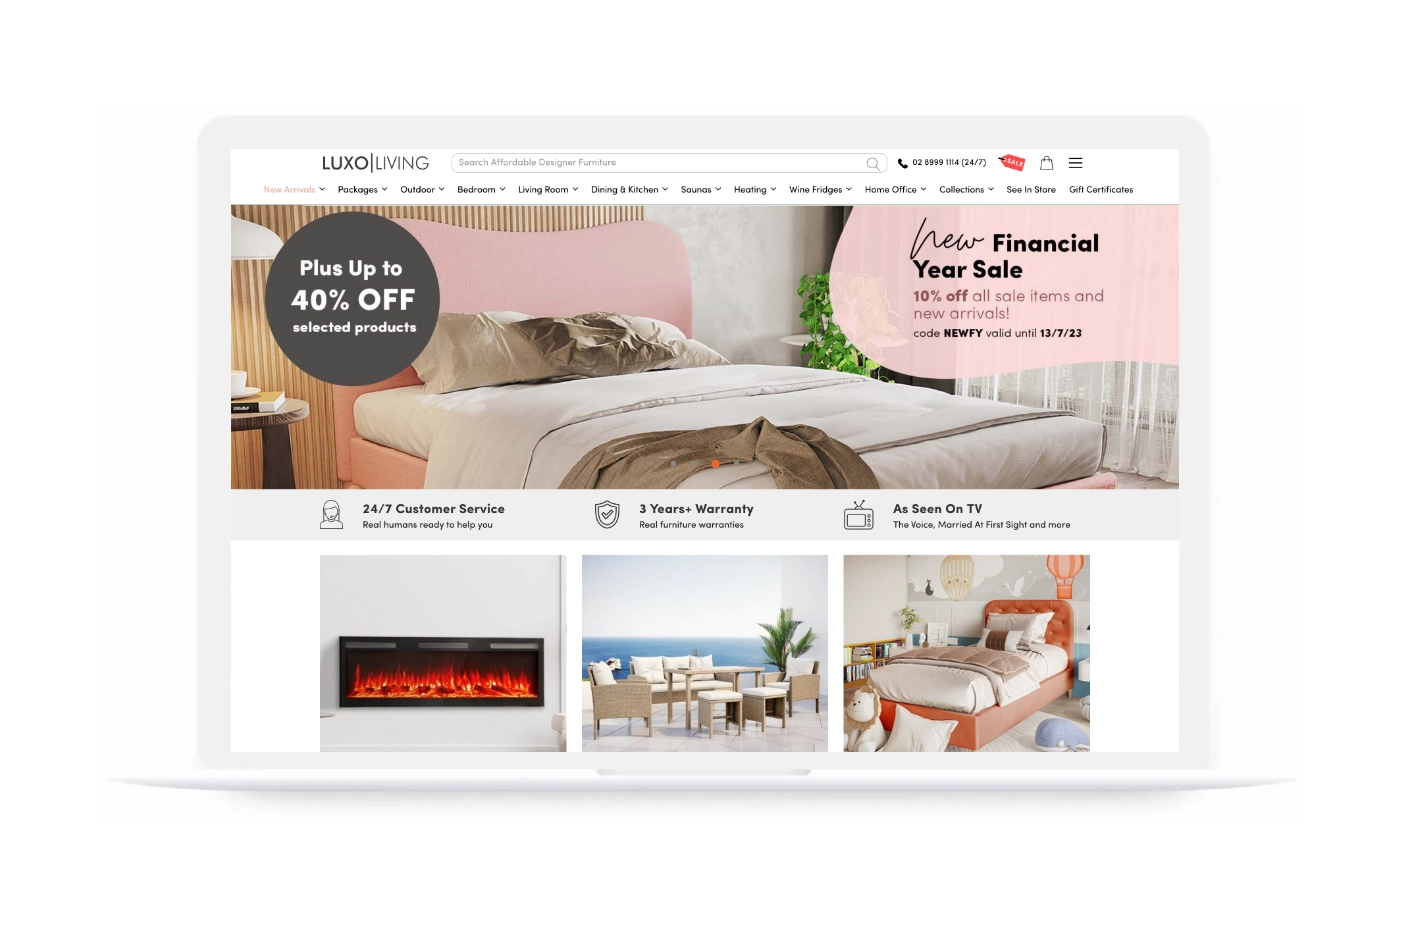 LUXO|LIVING
Search Affordable Designer Furniture
02 8999 1114 (24/7)
SALE
New Arrivals
Packages
Outdoor
Bedroom
Living Room
Dining & Kitchen
Saunas
Heating
Wine Fridges
Home Office
Collections
See In Store
Gift Certificates
Plus Up to
40% OFF
selected products
New Financial
Year Sale
10% off all sale items and
new arrivals!
code NEWFY valid until 13/7/23
24/7 Customer Service
Real humans ready to help you
3 Years+ Warranty
Real furniture warranties
As Seen On TV
The Voice, Married At First Sight and more